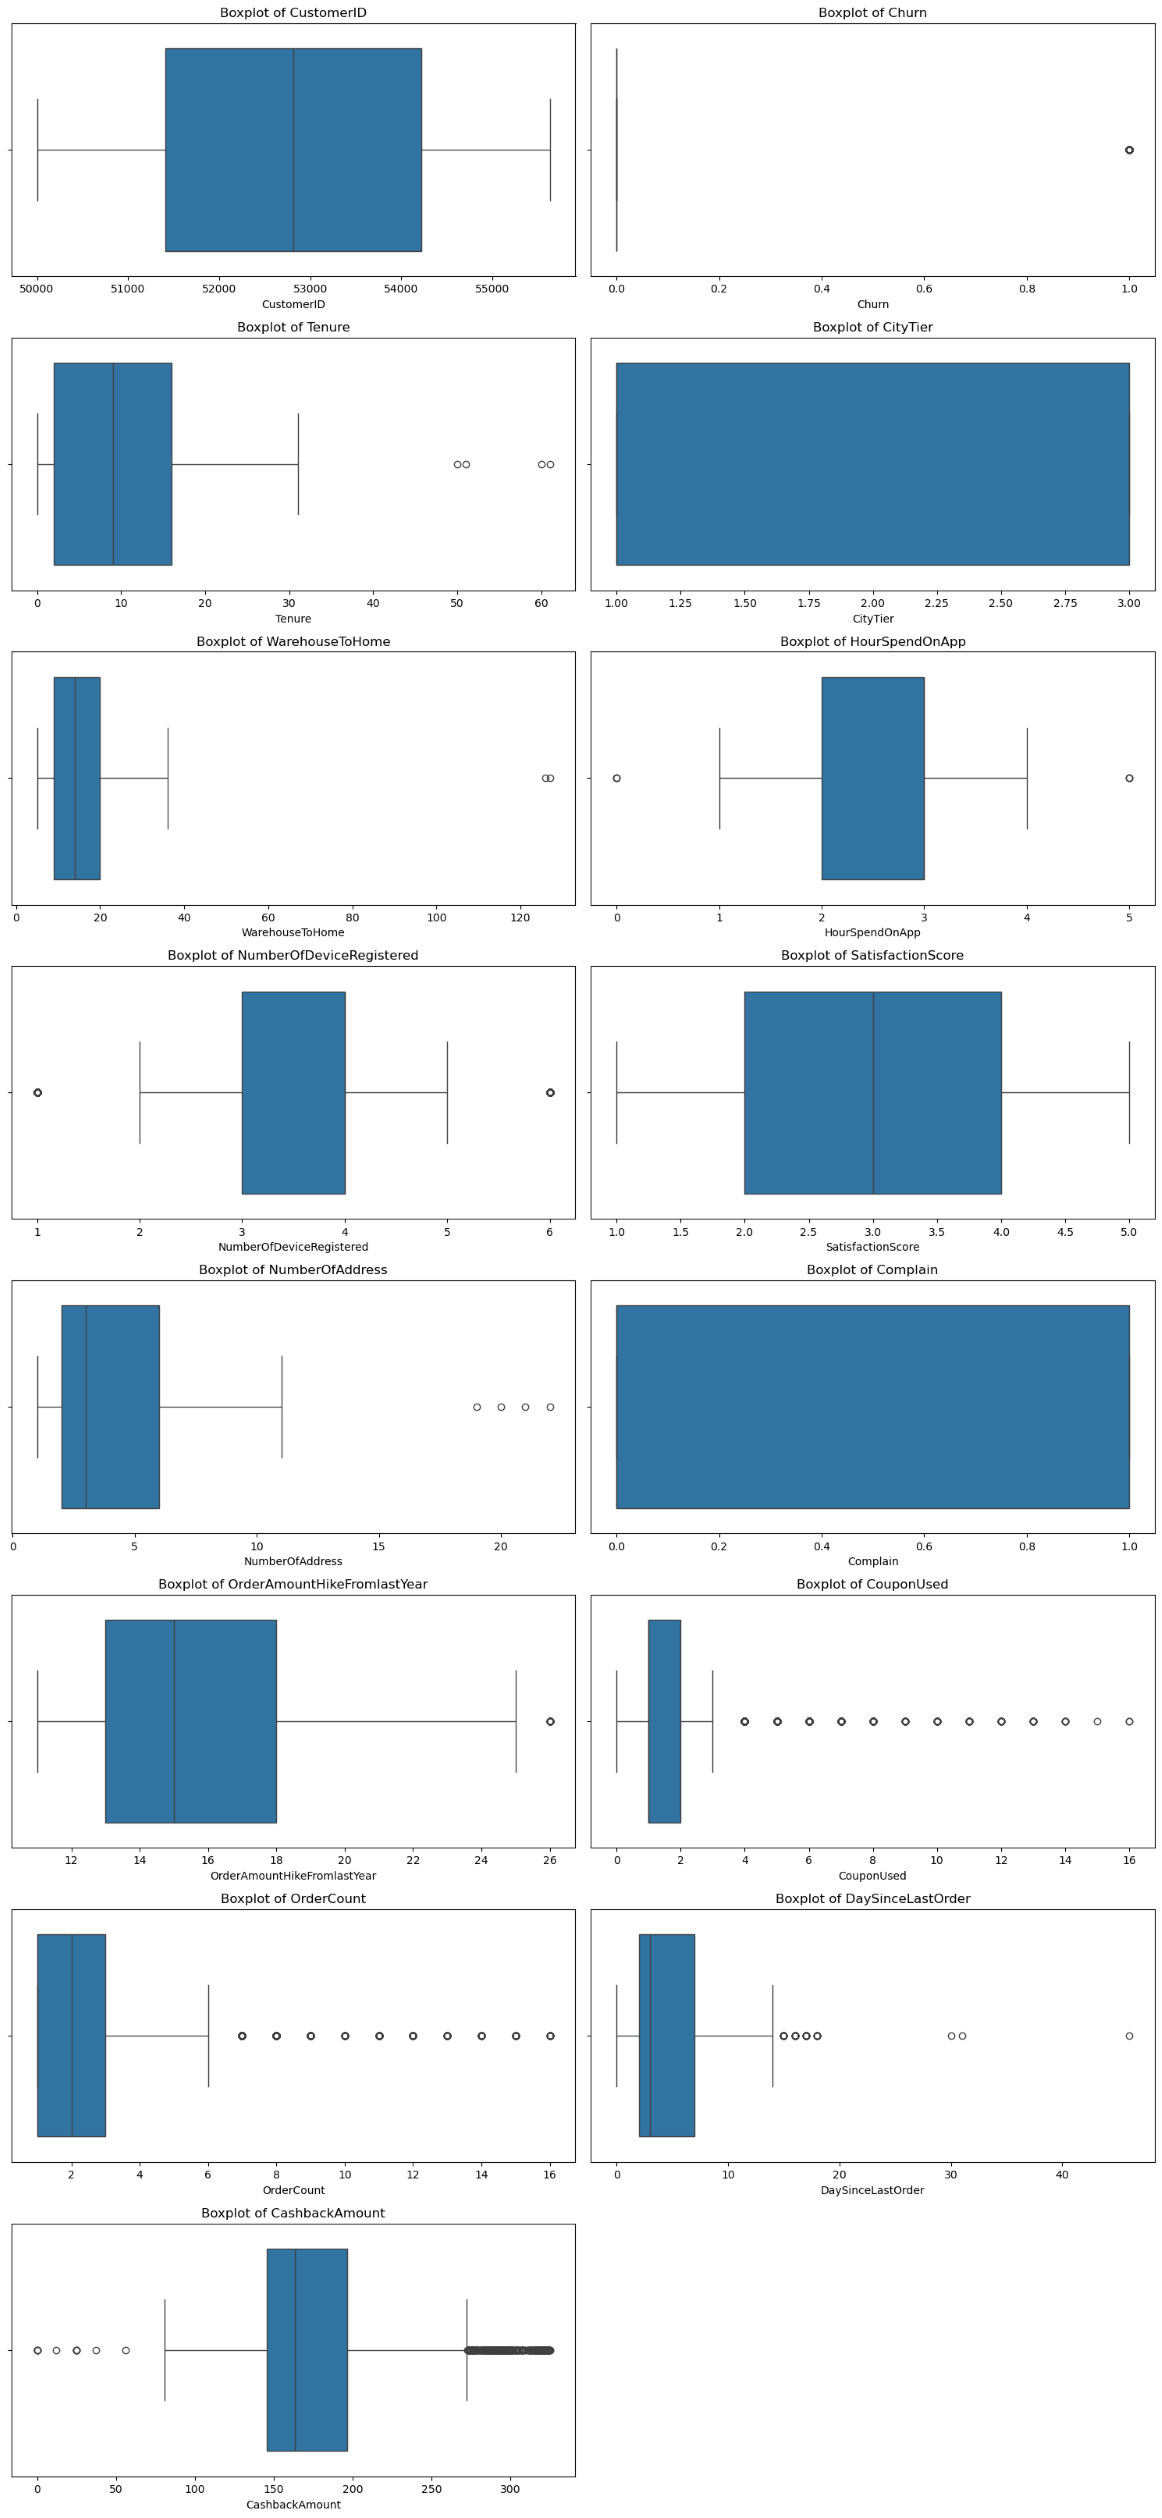 Boxplot of CustomerID
50000 51000 52000 53000 54000 55000
CustomerID
Boxplot of Churn
0.0 0.2 0.4 0.6 0.8 1.0
Churn
Boxplot of Tenure
0 10 20 30 40 50 60
Tenure
Boxplot of CityTier
1.00 1.25 1.50 1.75 2.00 2.25 2.50 2.75 3.00
CityTier
Boxplot of WarehouseToHome
0 20 40 60 80 100 120
WarehouseToHome
Boxplot of HourSpendOnApp
0 1 2 3 4 5
HourSpendOnApp
Boxplot of NumberOfDeviceRegistered
1 2 3 4 5 6
NumberOfDeviceRegistered
Boxplot of SatisfactionScore
1.0 1.5 2.0 2.5 3.0 3.5 4.0 4.5 5.0
SatisfactionScore
Boxplot of NumberOfAddress
0 5 10 15 20
NumberOfAddress
Boxplot of Complain
0.0 0.2 0.4 0.6 0.8 1.0
Complain
Boxplot of OrderAmountHikeFromlastYear
12 14 16 18 20 22 24 26
OrderAmountHikeFromlastYear
Boxplot of CouponUsed
0 2 4 6 8 10 12 14 16
CouponUsed
Boxplot of OrderCount
2 4 6 8 10 12 14 16
OrderCount
Boxplot of DaySinceLastOrder
0 10 20 30 40
DaySinceLastOrder
Boxplot of CashbackAmount
0 50 100 150 200 250 300
CashbackAmount